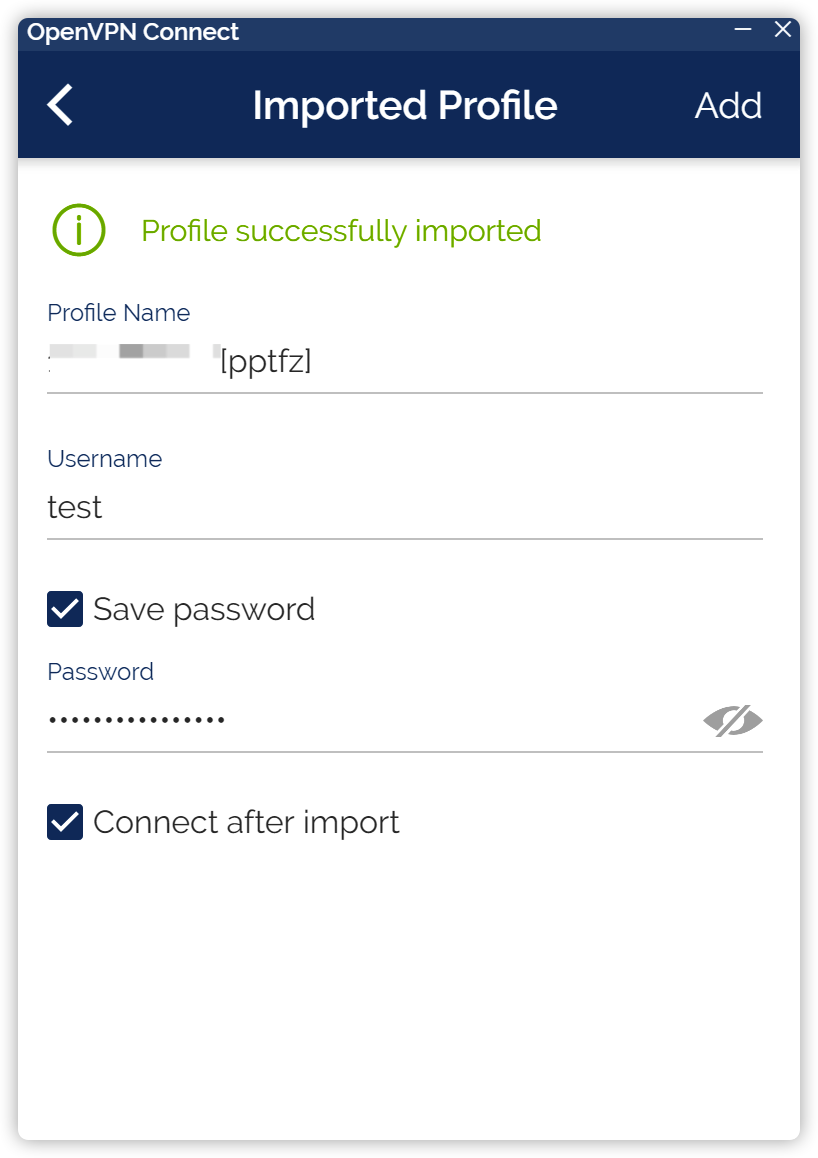 OpenVPN Connect
Imported Profile Add
Profile successfully imported
Profile Name
[pptfz]
Username
test
Save password
Password
••••••••••••••••
Connect after import